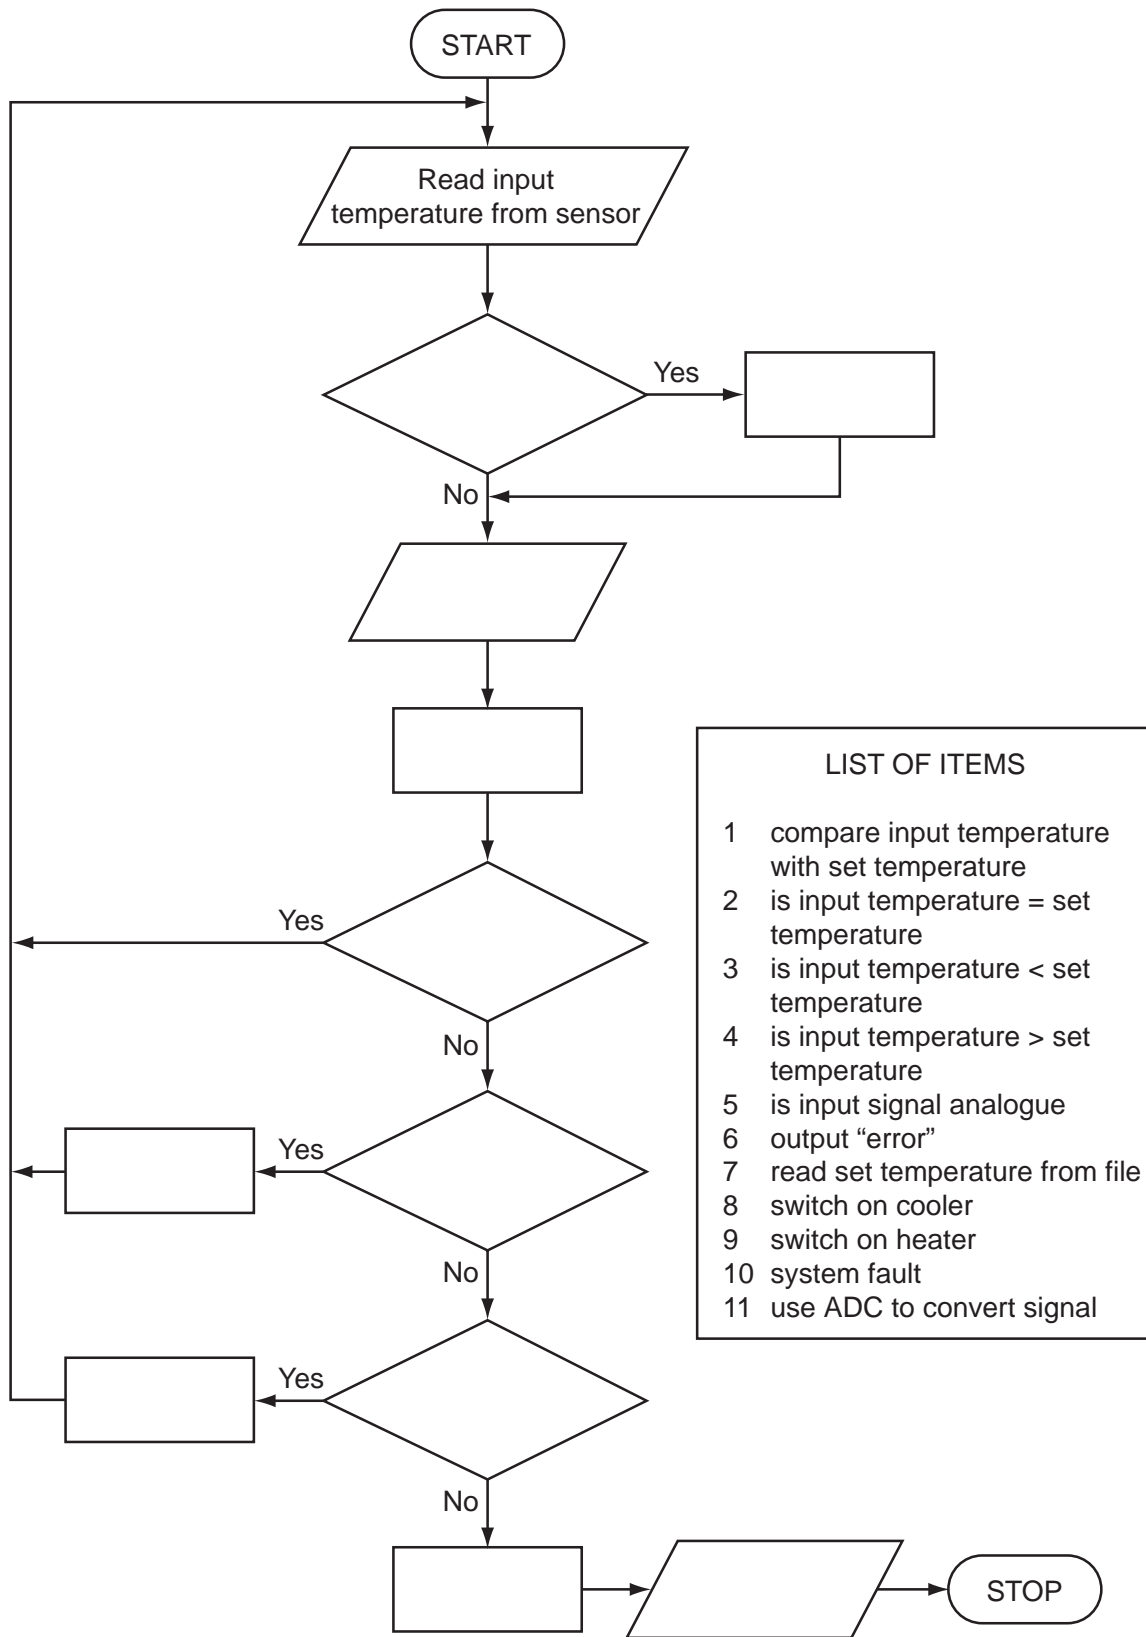 START
Read input
temperature from sensor
Yes
No
Yes
No
Yes
No
Yes
No
STOP
LIST OF ITEMS
1 compare input temperature
with set temperature
2 is input temperature = set
temperature
3 is input temperature < set
temperature
4 is input temperature > set
temperature
5 is input signal analogue
6 output “error”
7 read set temperature from file
8 switch on cooler
9 switch on heater
10 system fault
11 use ADC to convert signal